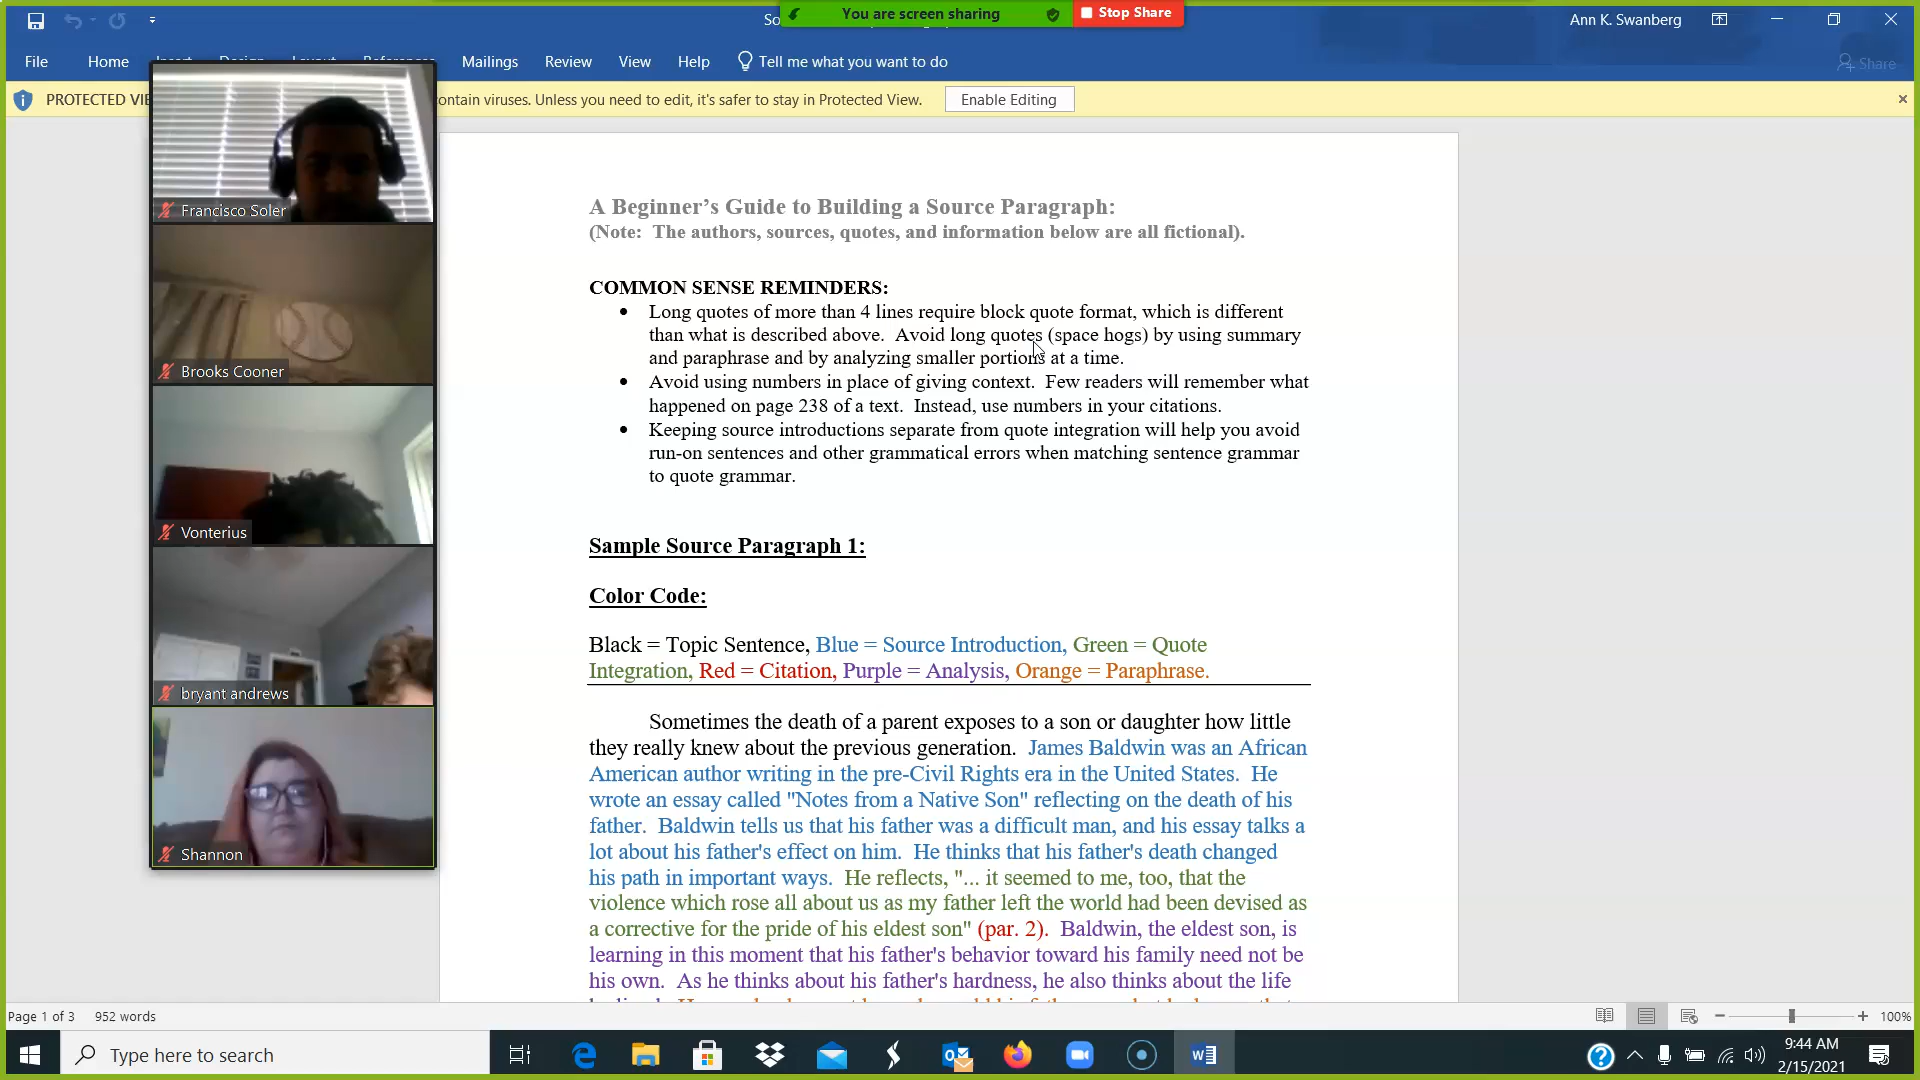 So
You are screen sharing
Stop Share
Ann K. Swanberg
File Home Insert Design Layout References Mailings Review View Help Tell me what you want to do
Share
PROTECTED VIE
ontain viruses. Unless you need to edit, it's safer to stay in Protected View.
Enable Editing
Francisco Soler
Brooks Cooner
Vonterius
bryant andrews
Shannon
A Beginner's Guide to Building a Source Paragraph:
(Note:  The authors, sources, quotes, and information below are all fictional).
COMMON SENSE REMINDERS:
• Long quotes of more than 4 lines require block quote format, which is different
than what is described above.  Avoid long quotes (space hogs) by using summary
and paraphrase and by analyzing smaller portions at a time.
• Avoid using numbers in place of giving context.  Few readers will remember what
happened on page 238 of a text.  Instead, use numbers in your citations.
• Keeping source introductions separate from quote integration will help you avoid
run-on sentences and other grammatical errors when matching sentence grammar
to quote grammar.
Sample Source Paragraph 1:
Color Code:
Black = Topic Sentence, Blue = Source Introduction, Green = Quote
Integration, Red = Citation, Purple = Analysis, Orange = Paraphrase.
Sometimes the death of a parent exposes to a son or daughter how little
they really knew about the previous generation.  James Baldwin was an African
American author writing in the pre-Civil Rights era in the United States.  He
wrote an essay called "Notes from a Native Son" reflecting on the death of his
father.  Baldwin tells us that his father was a difficult man, and his essay talks a
lot about his father's effect on him.  He thinks that his father's death changed
his path in important ways.  He reflects, "... it seemed to me, too, that the
violence which rose all about us as my father left the world had been devised as
a corrective for the pride of his eldest son" (par. 2).  Baldwin, the eldest son, is
learning in this moment that his father's behavior toward his family need not be
his own.  As he thinks about his father's hardness, he also thinks about the life
Page 1 of 3 952 words
100%
Type here to search
9:44 AM
2/15/2021